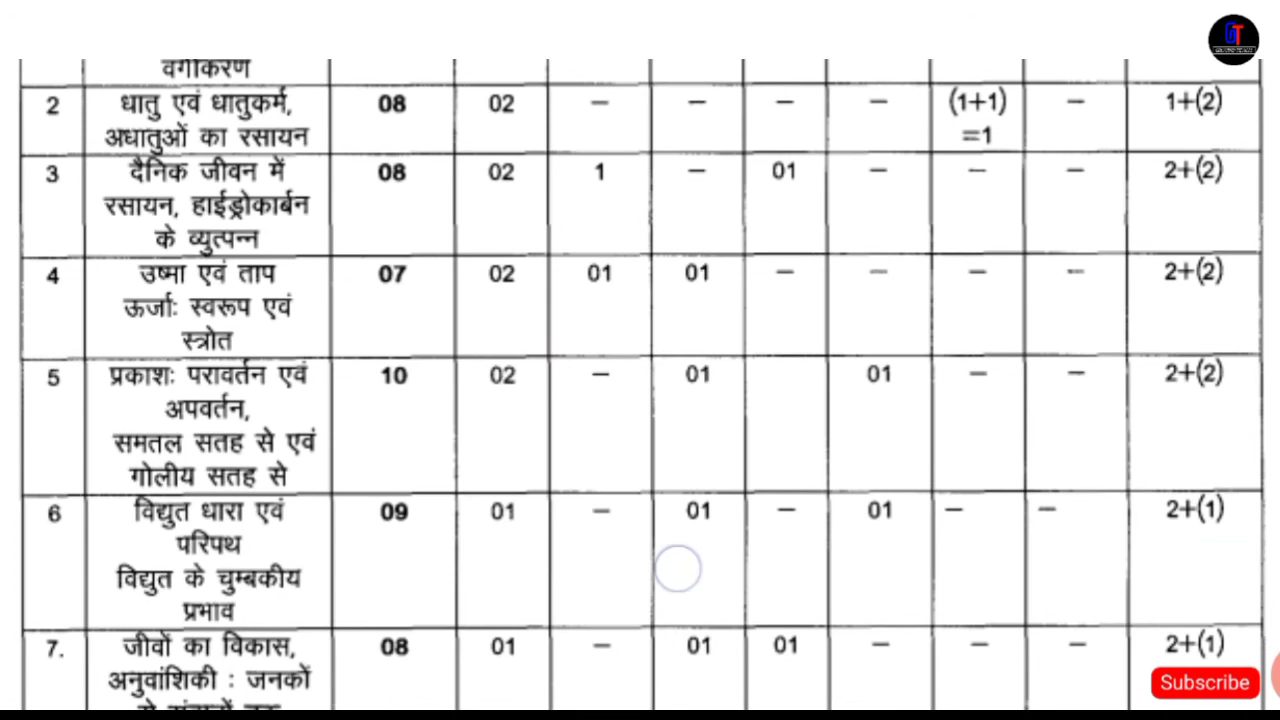 GT
वर्गीकरण
2 धातु एवं धातुकर्म, 08 02 – – – – (1+1) – 1+(2)
अधातुओं का रसायन =1
3 दैनिक जीवन में 08 02 1 – 01 – – – 2+(2)
रसायन, हाईड्रोकार्बन
के व्युत्पन्न
4 उष्मा एवं ताप 07 02 01 01 – – – – 2+(2)
ऊर्जाः स्वरूप एवं
स्त्रोत
5 प्रकाशः परावर्तन एवं 10 02 – 01 01 – – 2+(2)
अपवर्तन,
समतल सतह से एवं
गोलीय सतह से
6 विद्युत धारा एवं 09 01 – 01 – 01 – – 2+(1)
परिपथ
विद्युत के चुम्बकीय
प्रभाव
7. जीवों का विकास, 08 01 – 01 01 – – – 2+(1)
अनुवांशिकी : जनकों
Subscribe